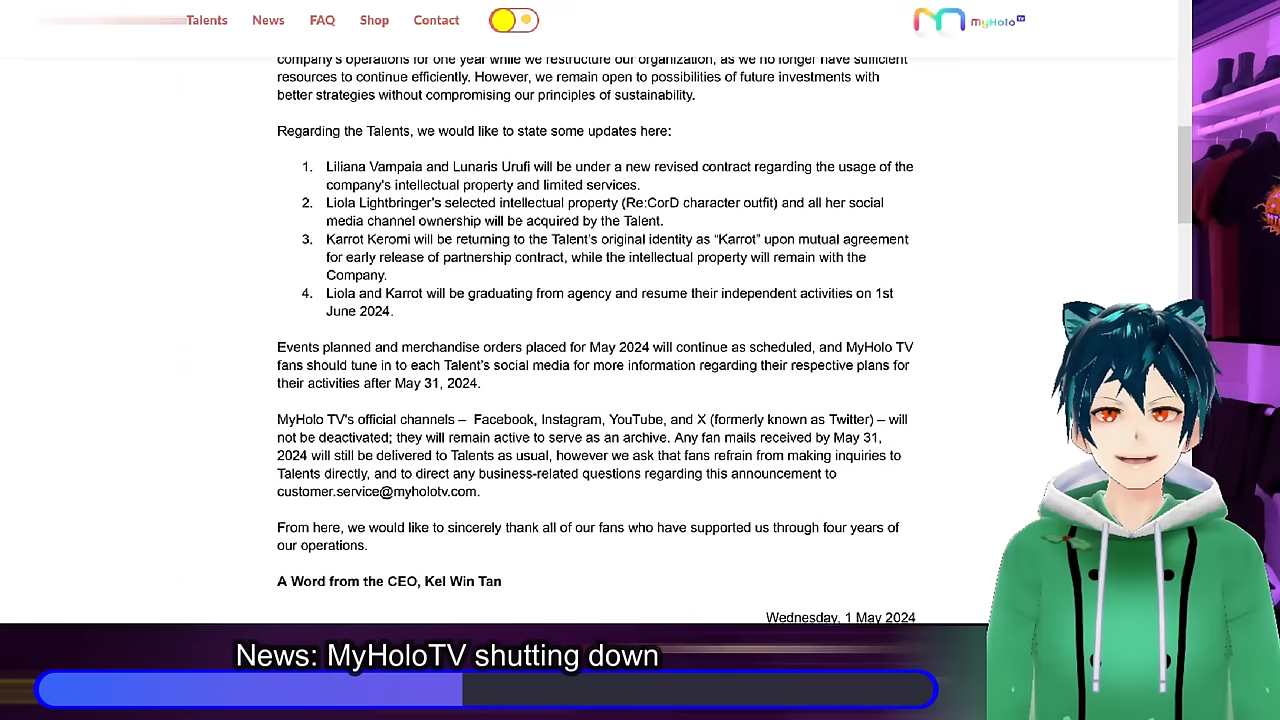 Talents News FAQ Shop Contact
MyHolo TV
company's operations for one year while we restructure our organization, as we no longer have sufficient
resources to continue efficiently. However, we remain open to possibilities of future investments with
better strategies without compromising our principles of sustainability.
Regarding the Talents, we would like to state some updates here:
1. Liliana Vampaia and Lunaris Urufi will be under a new revised contract regarding the usage of the
company's intellectual property and limited services.
2. Liola Lightbringer's selected intellectual property (Re:CorD character outfit) and all her social
media channel ownership will be acquired by the Talent.
3. Karrot Keromi will be returning to the Talent's original identity as “Karrot” upon mutual agreement
for early release of partnership contract, while the intellectual property will remain with the
Company.
4. Liola and Karrot will be graduating from agency and resume their independent activities on 1st
June 2024.
Events planned and merchandise orders placed for May 2024 will continue as scheduled, and MyHolo TV
fans should tune in to each Talent's social media for more information regarding their respective plans for
their activities after May 31, 2024.
MyHolo TV's official channels – Facebook, Instagram, YouTube, and X (formerly known as Twitter) – will
not be deactivated; they will remain active to serve as an archive. Any fan mails received by May 31,
2024 will still be delivered to Talents as usual, however we ask that fans refrain from making inquiries to
Talents directly, and to direct any business-related questions regarding this announcement to
customer.service@myholotv.com.
From here, we would like to sincerely thank all of our fans who have supported us through four years of
our operations.
A Word from the CEO, Kel Win Tan
Wednesday, 1 May 2024
News: MyHoloTV shutting down